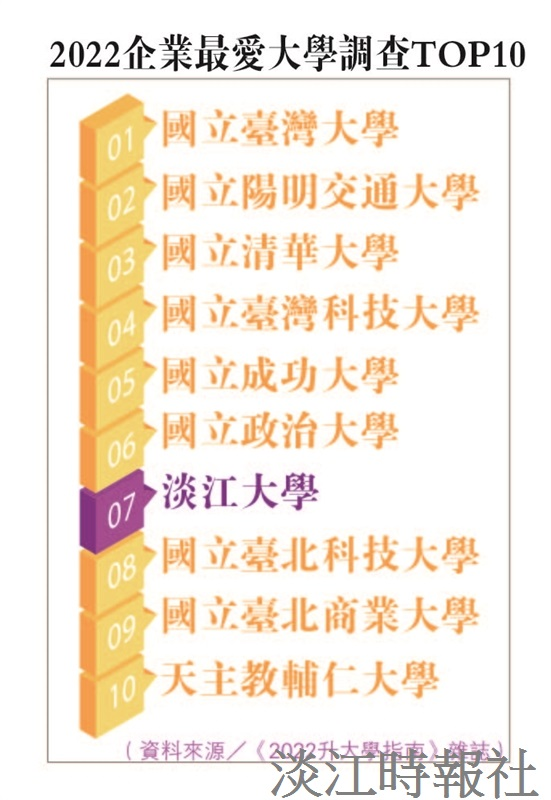 2022企業最愛大學調查TOP10
01 國立臺灣大學
02 國立陽明交通大學
03 國立清華大學
04 國立臺灣科技大學
05 國立成功大學
06 國立政治大學
07 淡江大學
08 國立臺北科技大學
09 國立臺北商業大學
10 天主教輔仁大學
(資料來源／《2022升大學指南》雜誌)
淡江時報社